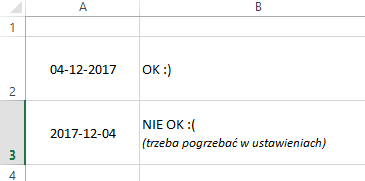 A B
1
04-12-2017 OK :)
2
2017-12-04 NIE OK :(
(trzeba pogrzebać w ustawieniach)
3
4